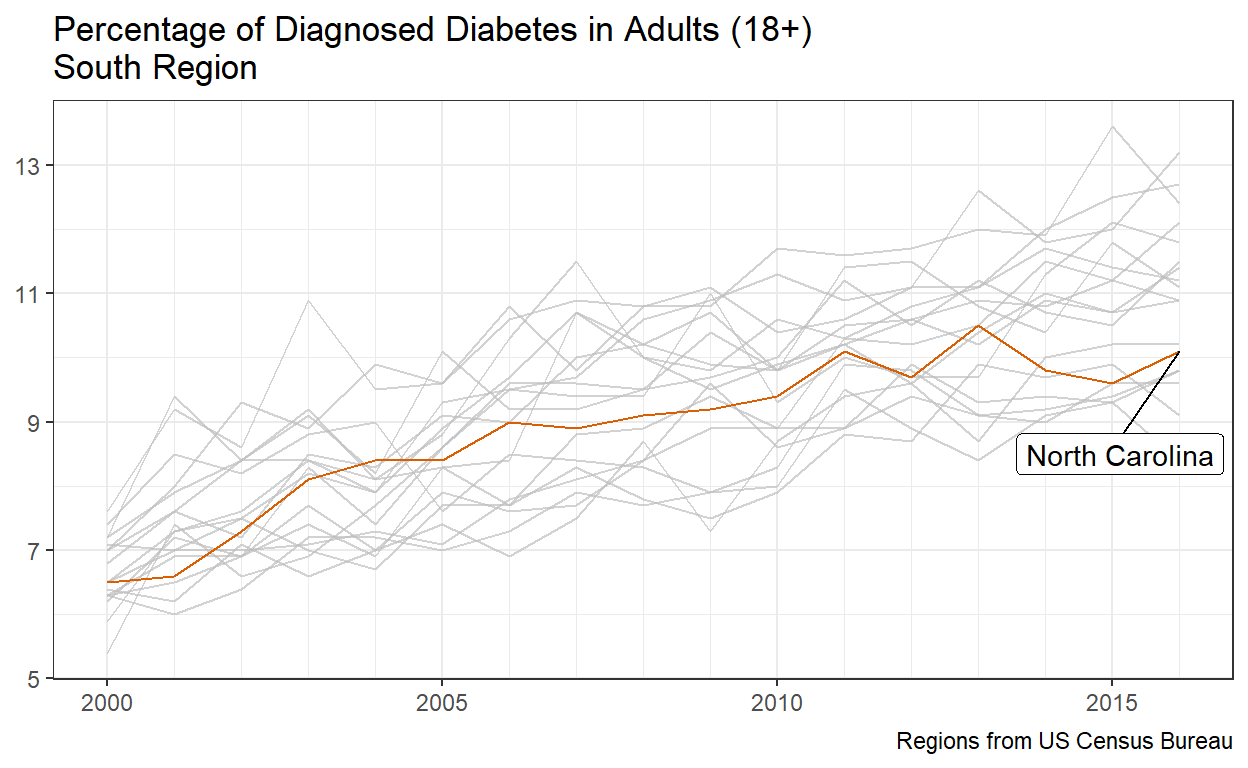 Percentage of Diagnosed Diabetes in Adults (18+)
South Region
13
11
9
7
5
North Carolina
2000
2005
2010
2015
Regions from US Census Bureau